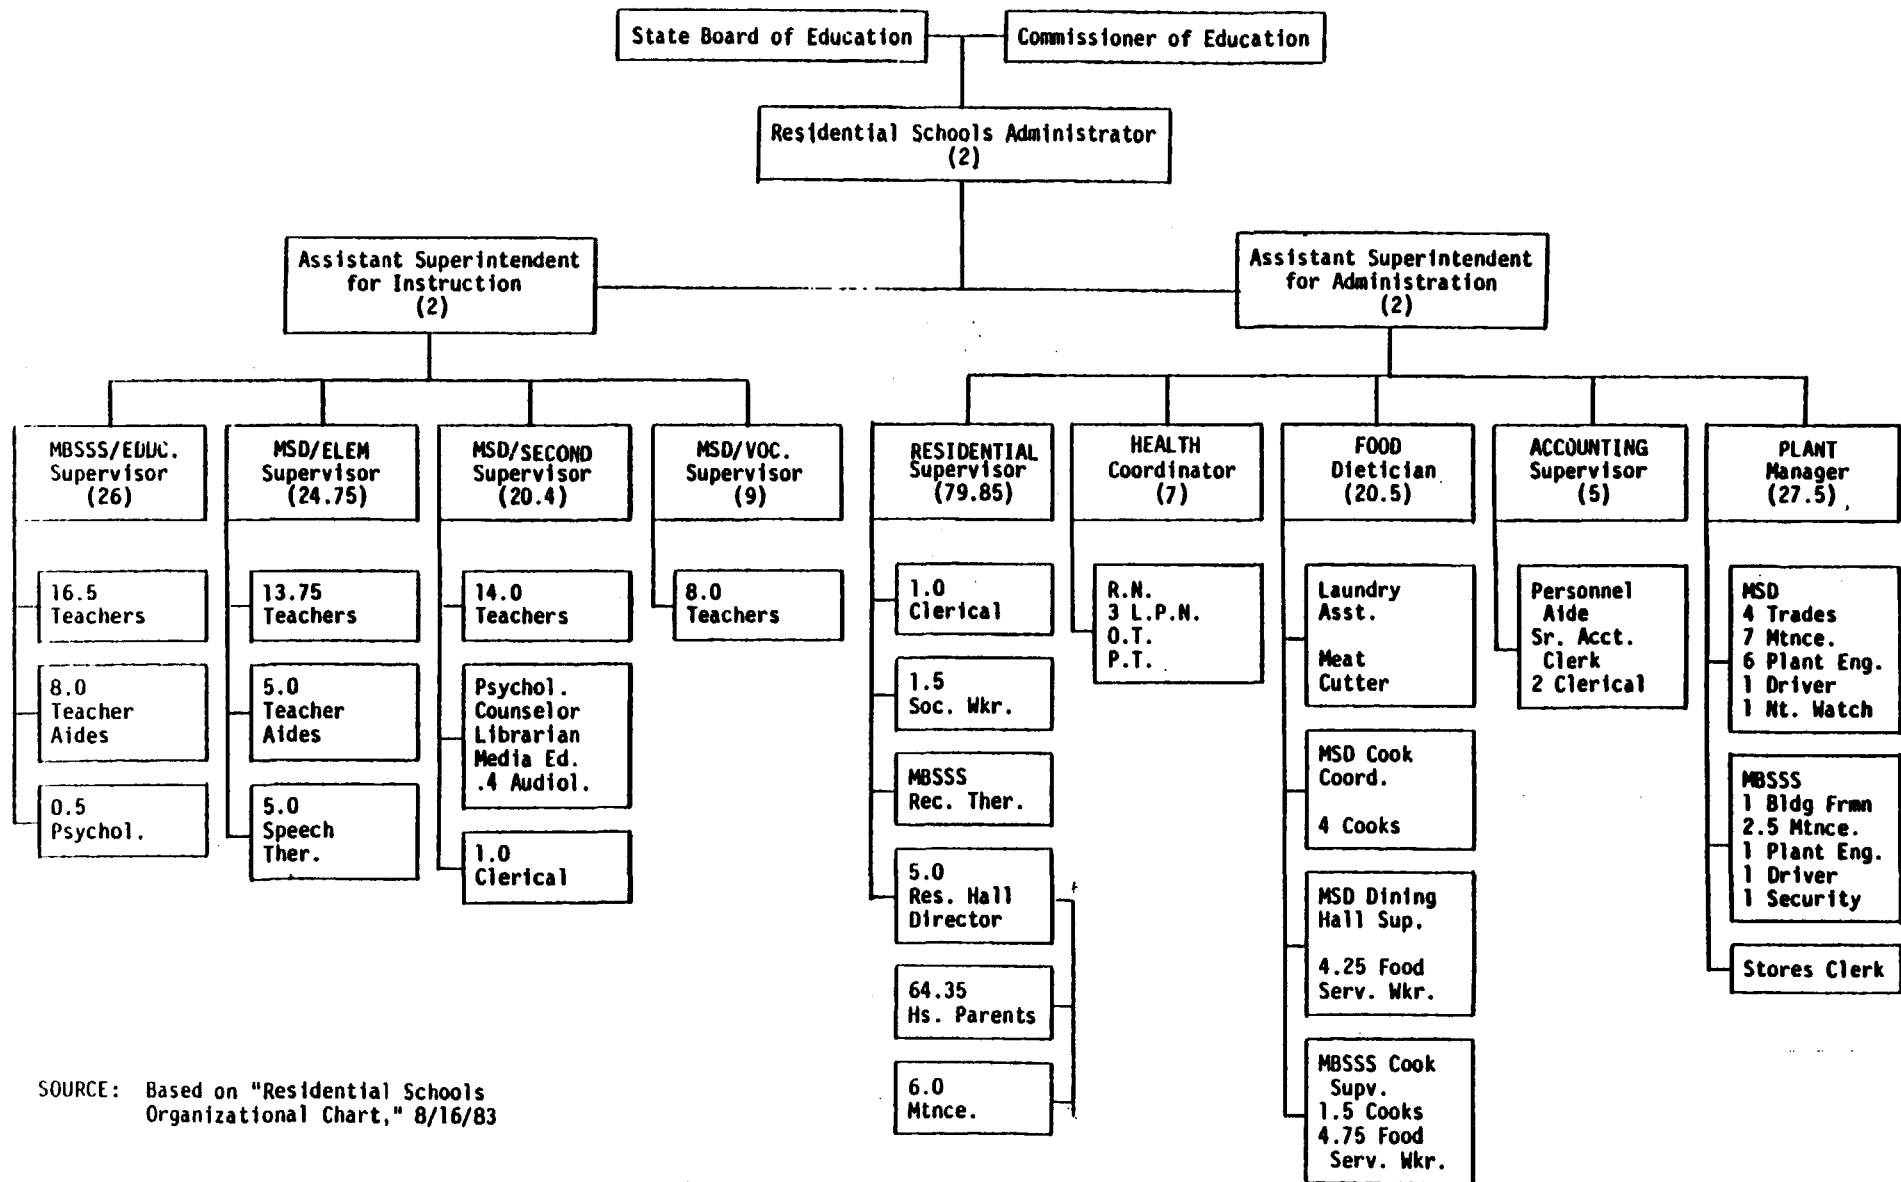 State Board of Education
Commissioner of Education
Residential Schools Administrator
(2)
Assistant Superintendent
for Instruction
(2)
Assistant Superintendent
for Administration
(2)
MBSSS/EDUC.
Supervisor
(26)
16.5
Teachers
8.0
Teacher
Aides
0.5
Psychol.
MSD/ELEM
Supervisor
(24.75)
13.75
Teachers
5.0
Teacher
Aides
5.0
Speech
Ther.
MSD/SECOND
Supervisor
(20.4)
14.0
Teachers
Psychol.
Counselor
Librarian
Media Ed.
.4 Audiol.
1.0
Clerical
MSD/VOC.
Supervisor
(9)
8.0
Teachers
RESIDENTIAL
Supervisor
(79.85)
1.0
Clerical
1.5
Soc. Wkr.
MBSSS
Rec. Ther.
5.0
Res. Hall
Director
64.35
Hs. Parents
6.0
Mtnce.
HEALTH
Coordinator
(7)
R.N.
3 L.P.N.
O.T.
P.T.
FOOD
Dietician
(20.5)
Laundry
Asst.
Meat
Cutter
MSD Cook
Coord.
4 Cooks
MSD Dining
Hall Sup.
4.25 Food
Serv. Wkr.
MBSSS Cook
Supv.
1.5 Cooks
4.75 Food
Serv. Wkr.
ACCOUNTING
Supervisor
(5)
Personnel
Aide
Sr. Acct.
Clerk
2 Clerical
PLANT
Manager
(27.5)
MSD
4 Trades
7 Mtnce.
6 Plant Eng.
1 Driver
1 Nt. Watch
MBSSS
1 Bldg Frmn
2.5 Mtnce.
1 Plant Eng.
1 Driver
1 Security
Stores Clerk
SOURCE: Based on "Residential Schools
Organizational Chart," 8/16/83